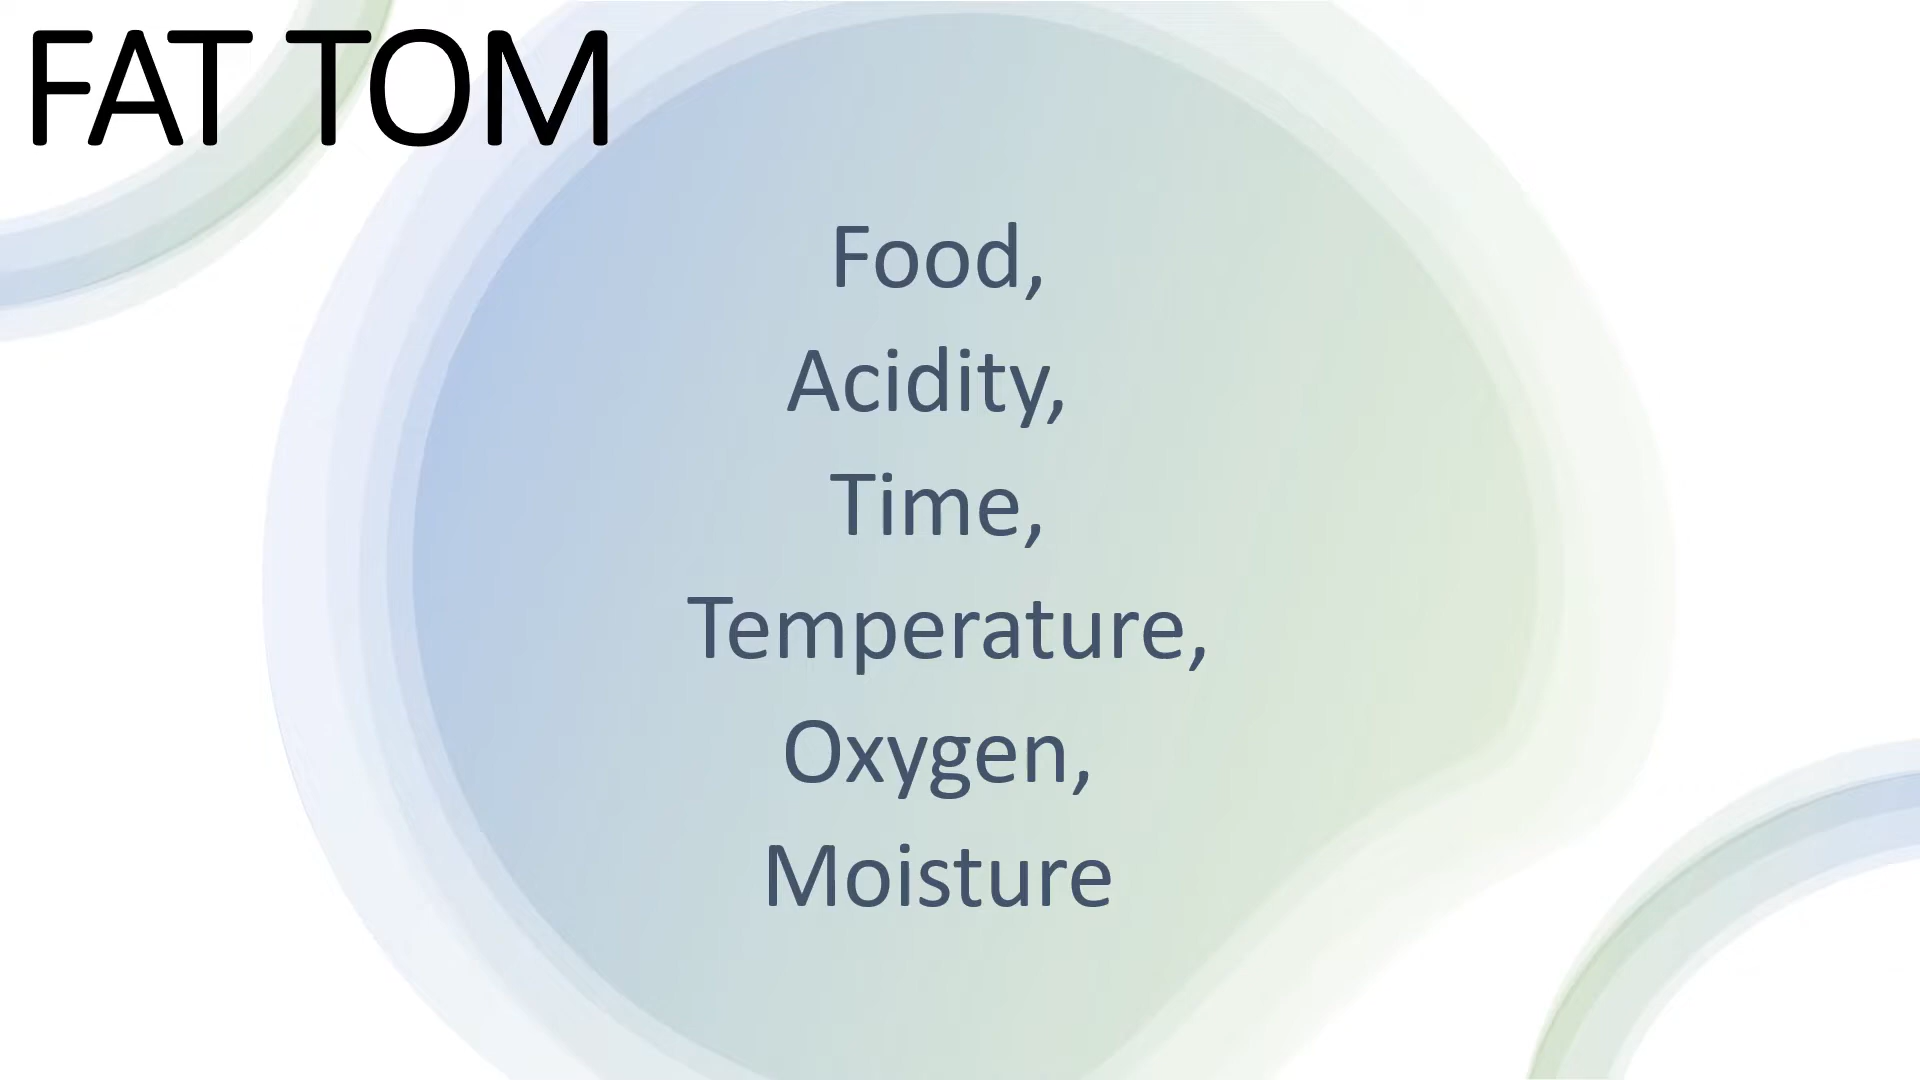 FAT TOM
Food,
Acidity,
Time,
Temperature,
Oxygen,
Moisture